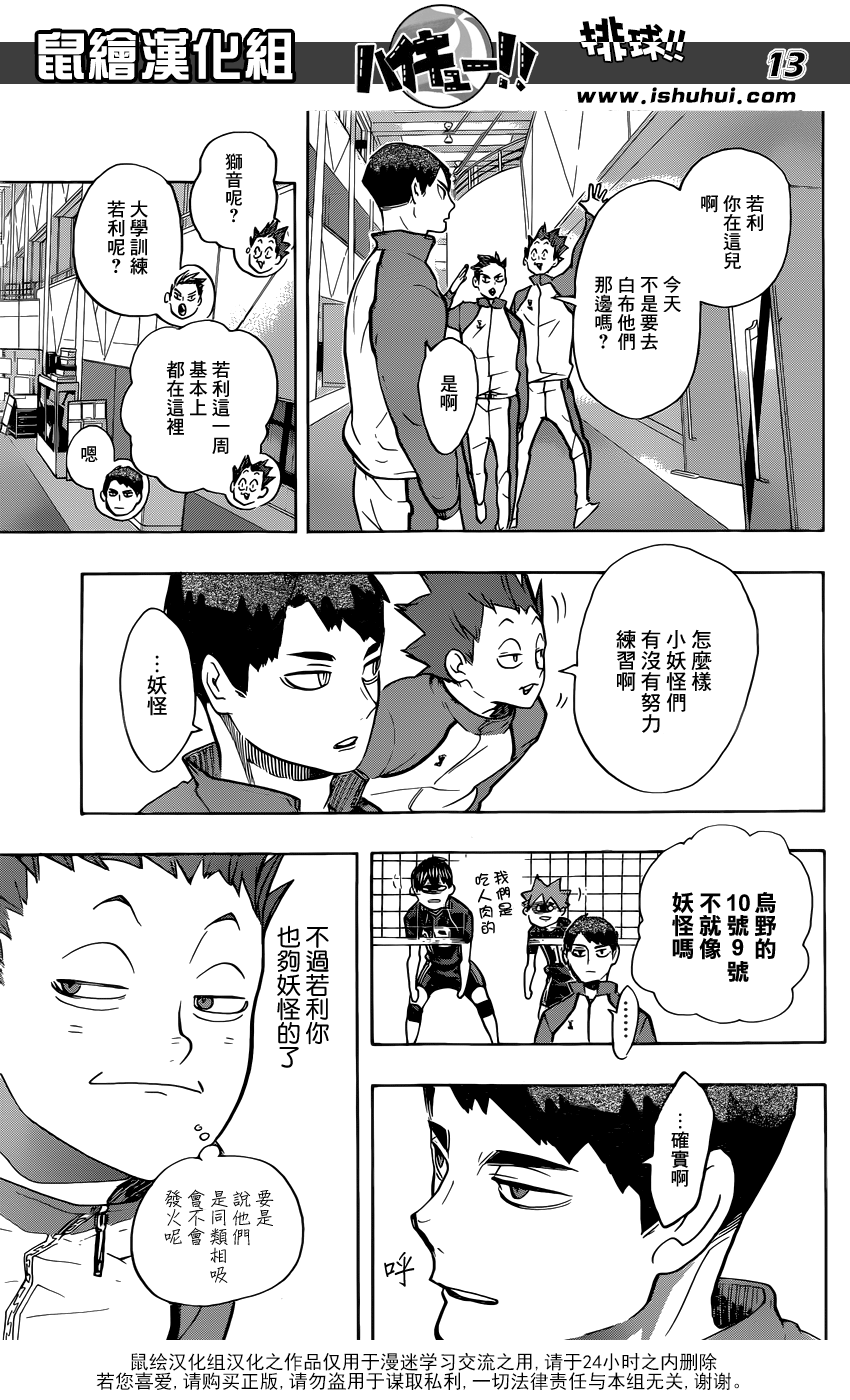 鼠繪漢化組
ハイキュー!!
排球!!
13
www.ishuhui.com
若利
你在這兒
啊
今天
不是要去
白布他們
那邊嗎?
是啊
獅音呢?
大學訓練
若利呢?
若利這一周
基本上
都在這裡
嗯
怎麼樣
小妖怪們
有沒有努力
練習啊
…妖怪
烏野的
10號9號
不就像
妖怪嗎
我們是
吃人肉的
……
不過若利你
也夠妖怪的了
要是
說他們
是同類相吸
會不會
發火呢
…確實啊
呼
鼠绘汉化组汉化之作品仅用于漫迷学习交流之用,请于24小时之内删除
若您喜爱,请购买正版,请勿盗用于谋取私利,一切法律责任与本组无关,谢谢。